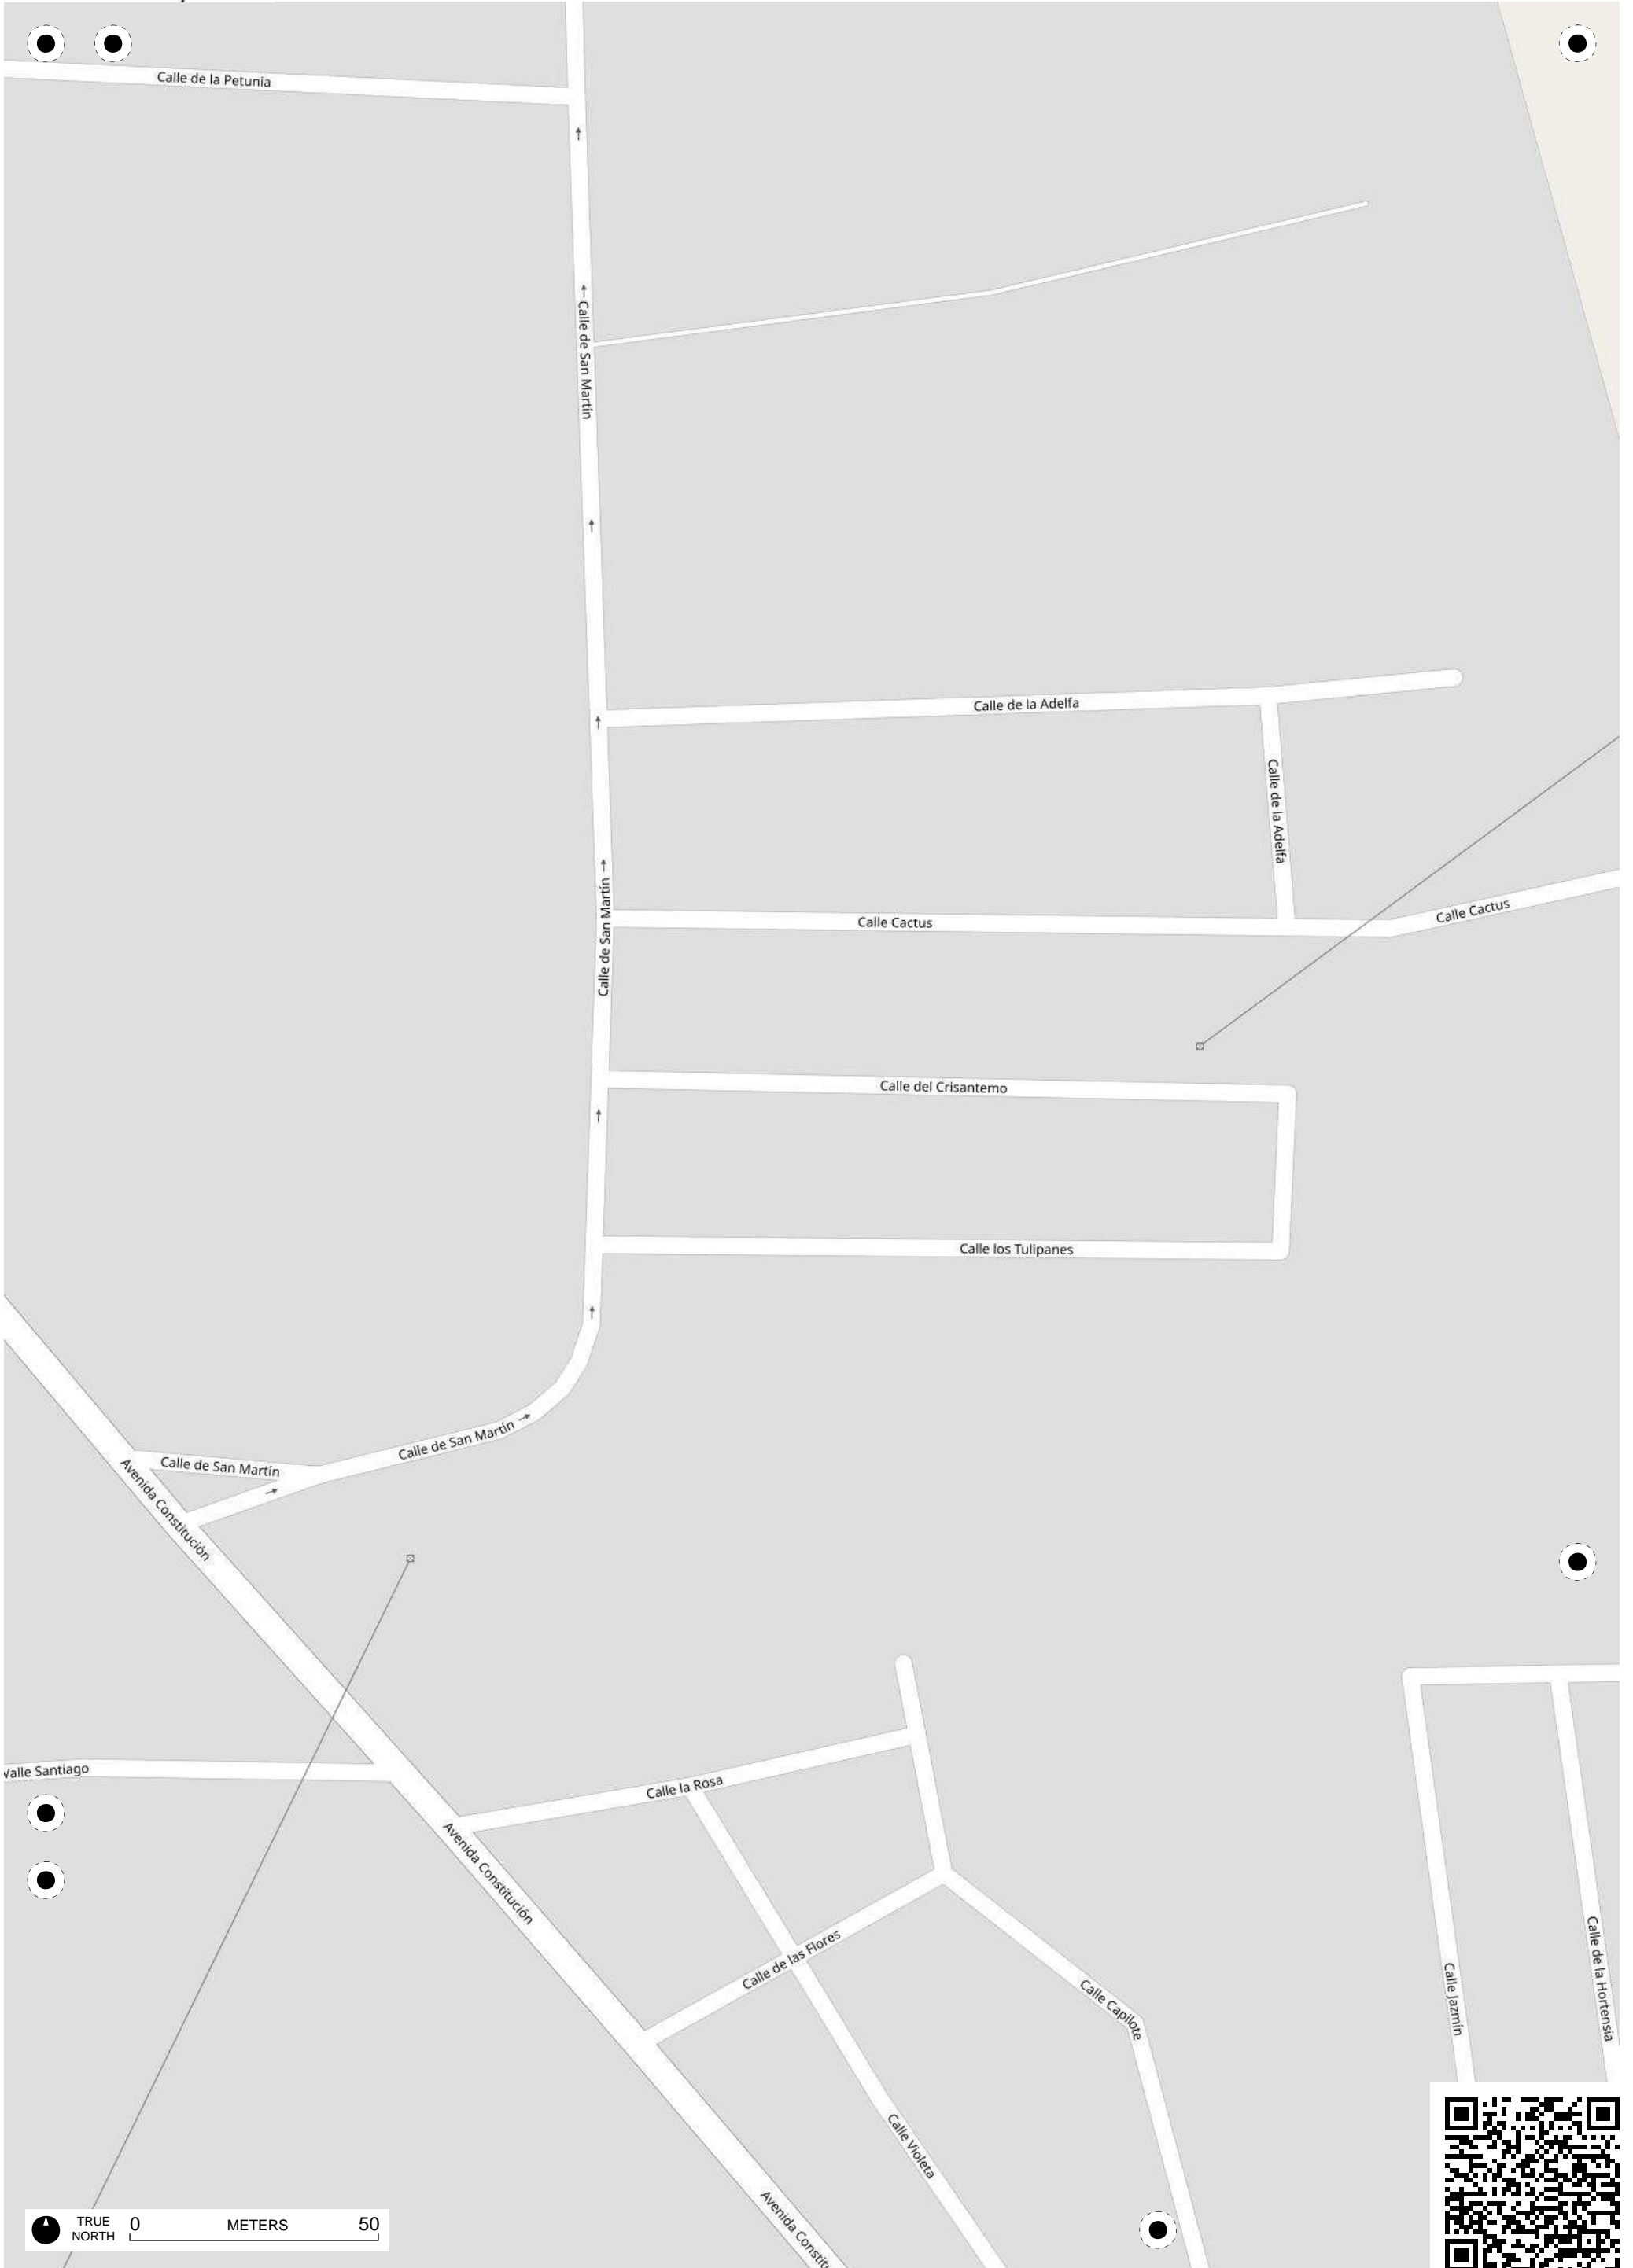 Calle de la Petunia
Calle de San Martín
Calle de la Adelfa
Calle de la Adelfa
Calle de San Martín
Calle Cactus
Calle Cactus
Calle del Crisantemo
Calle los Tulipanes
Calle de San Martín
Calle de San Martín
Avenida Constitución
Valle Santiago
Calle la Rosa
Avenida Constitución
Calle de las Flores
Calle Capilote
Calle Jazmín
Calle de la Hortensia
Calle Violeta
Avenida Constitu
TRUE NORTH
0 METERS 50